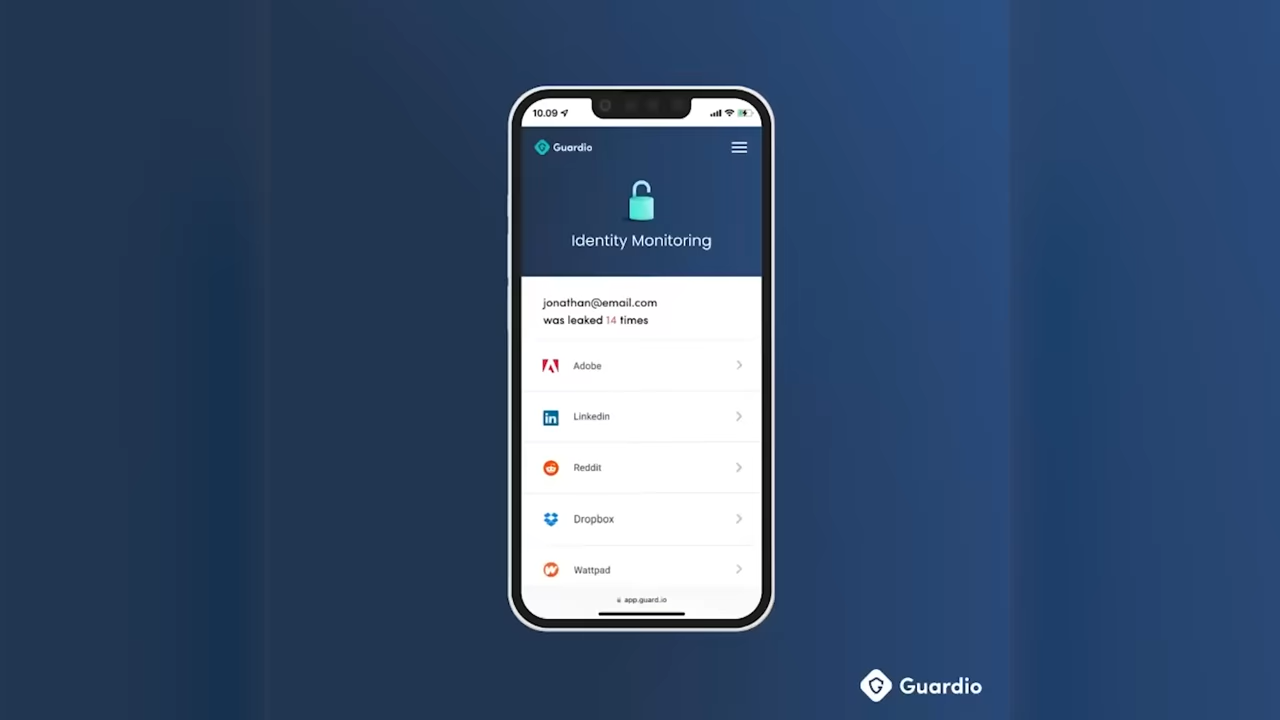 10.09
Guardio
Identity Monitoring
jonathan@email.com
was leaked 14 times
Adobe
Linkedin
Reddit
Dropbox
Wattpad
app.guard.io
Guardio